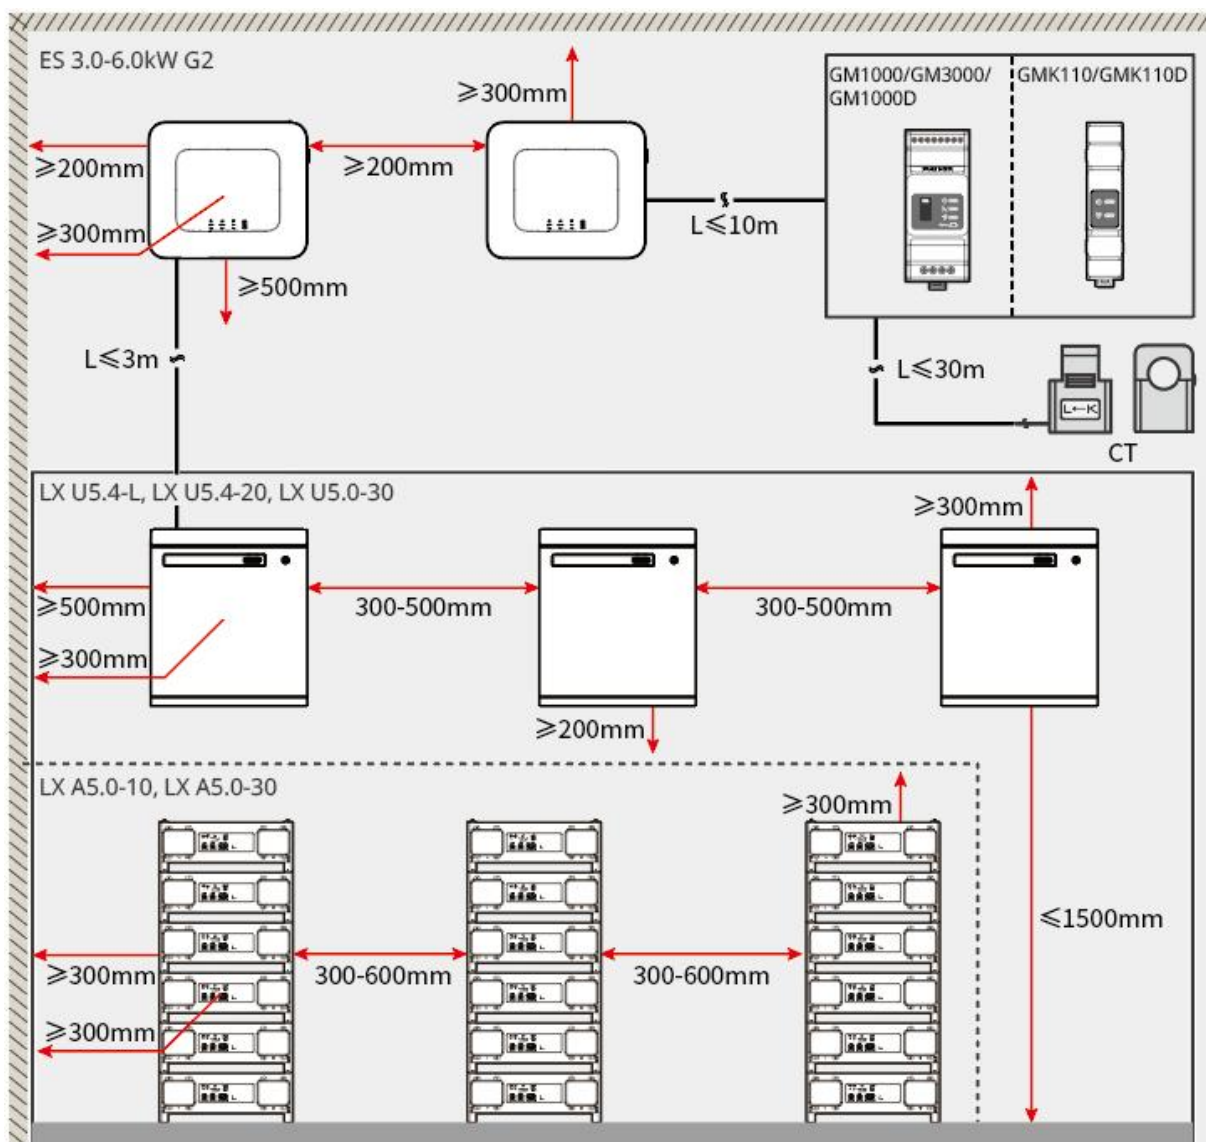 ES 3.0-6.0kW G2
≥300mm
GM1000/GM3000/
GM1000D
GMK110/GMK110D
≥200mm
≥200mm
≥300mm
L≤10m
≥500mm
L≤3m
L≤30m
L←K
CT
LX U5.4-L, LX U5.4-20, LX U5.0-30
≥300mm
≥500mm
300-500mm
300-500mm
≥300mm
≥200mm
LX A5.0-10, LX A5.0-30
≥300mm
≤1500mm
≥300mm
300-600mm
300-600mm
≥300mm